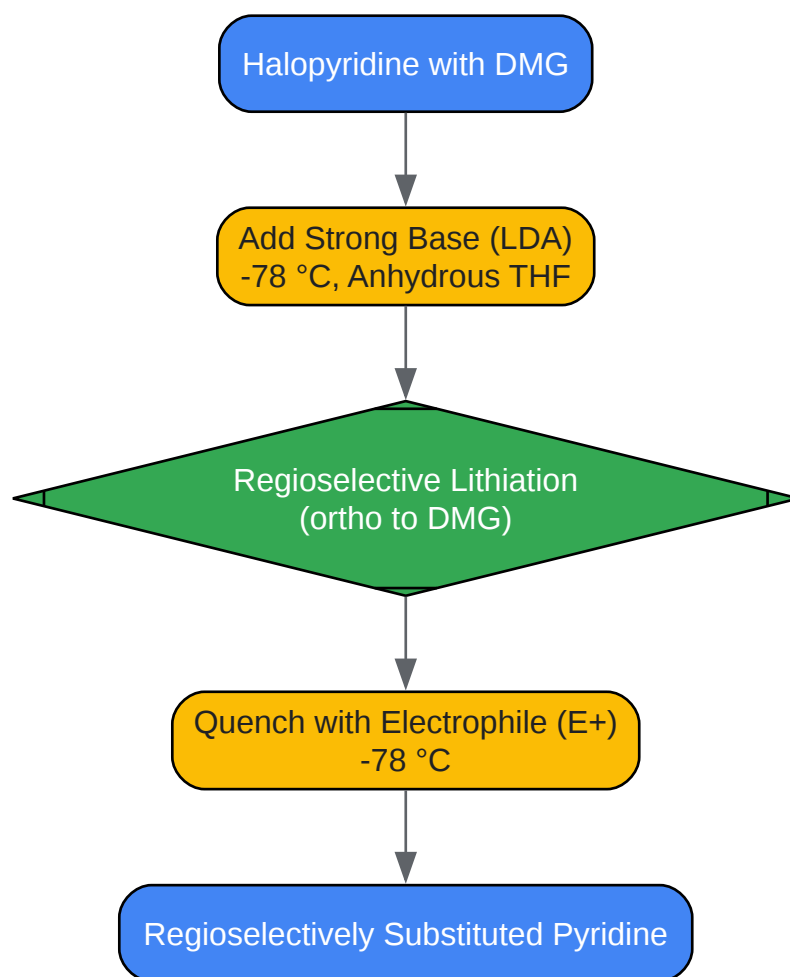 Halopyridine with DMG
Add Strong Base (LDA)
-78 °C, Anhydrous THF
Regioselective Lithiation
(ortho to DMG)
Quench with Electrophile (E+)
-78 °C
Regioselectively Substituted Pyridine